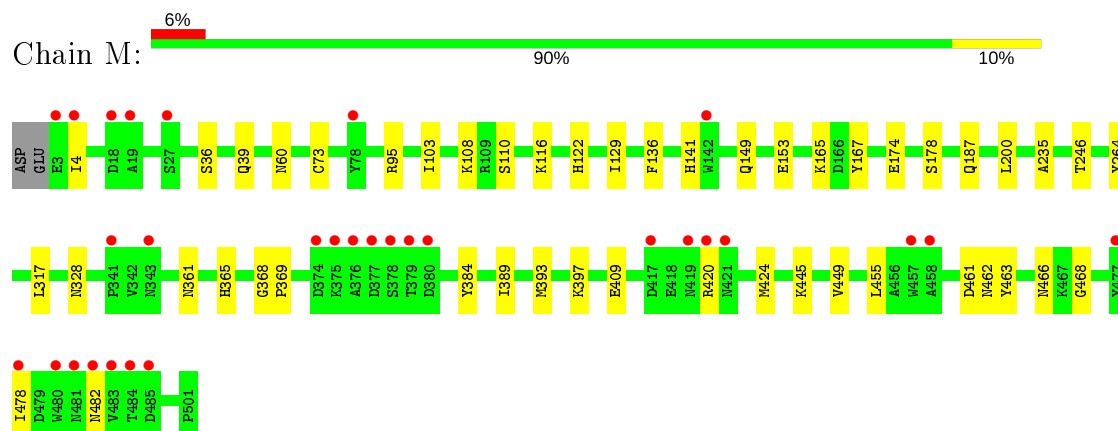 6%
Chain M:
90% 10%
ASP GLU E3 I4 D18 A19 S27 S36 Q39 N60 C73 Y78 R95 I103 K108 R109 S110 K116 H122 I129 F136 H141 W142 Q149 E153 K165 D166 Y167 E174 S178 Q187 L200 A235 T246 Y264
L317 N328 P341 V342 N343 N361 H365 G368 P369 D374 K375 A376 D377 S378 T379 D380 Y384 I389 M393 K397 E409 D417 E418 N419 R420 N421 M424 K445 V449 L455 A456 W457 A458 D461 N462 Y463 N466 K467 G468 Y477
I478 D479 W480 N481 N482 V483 T484 D485 P501